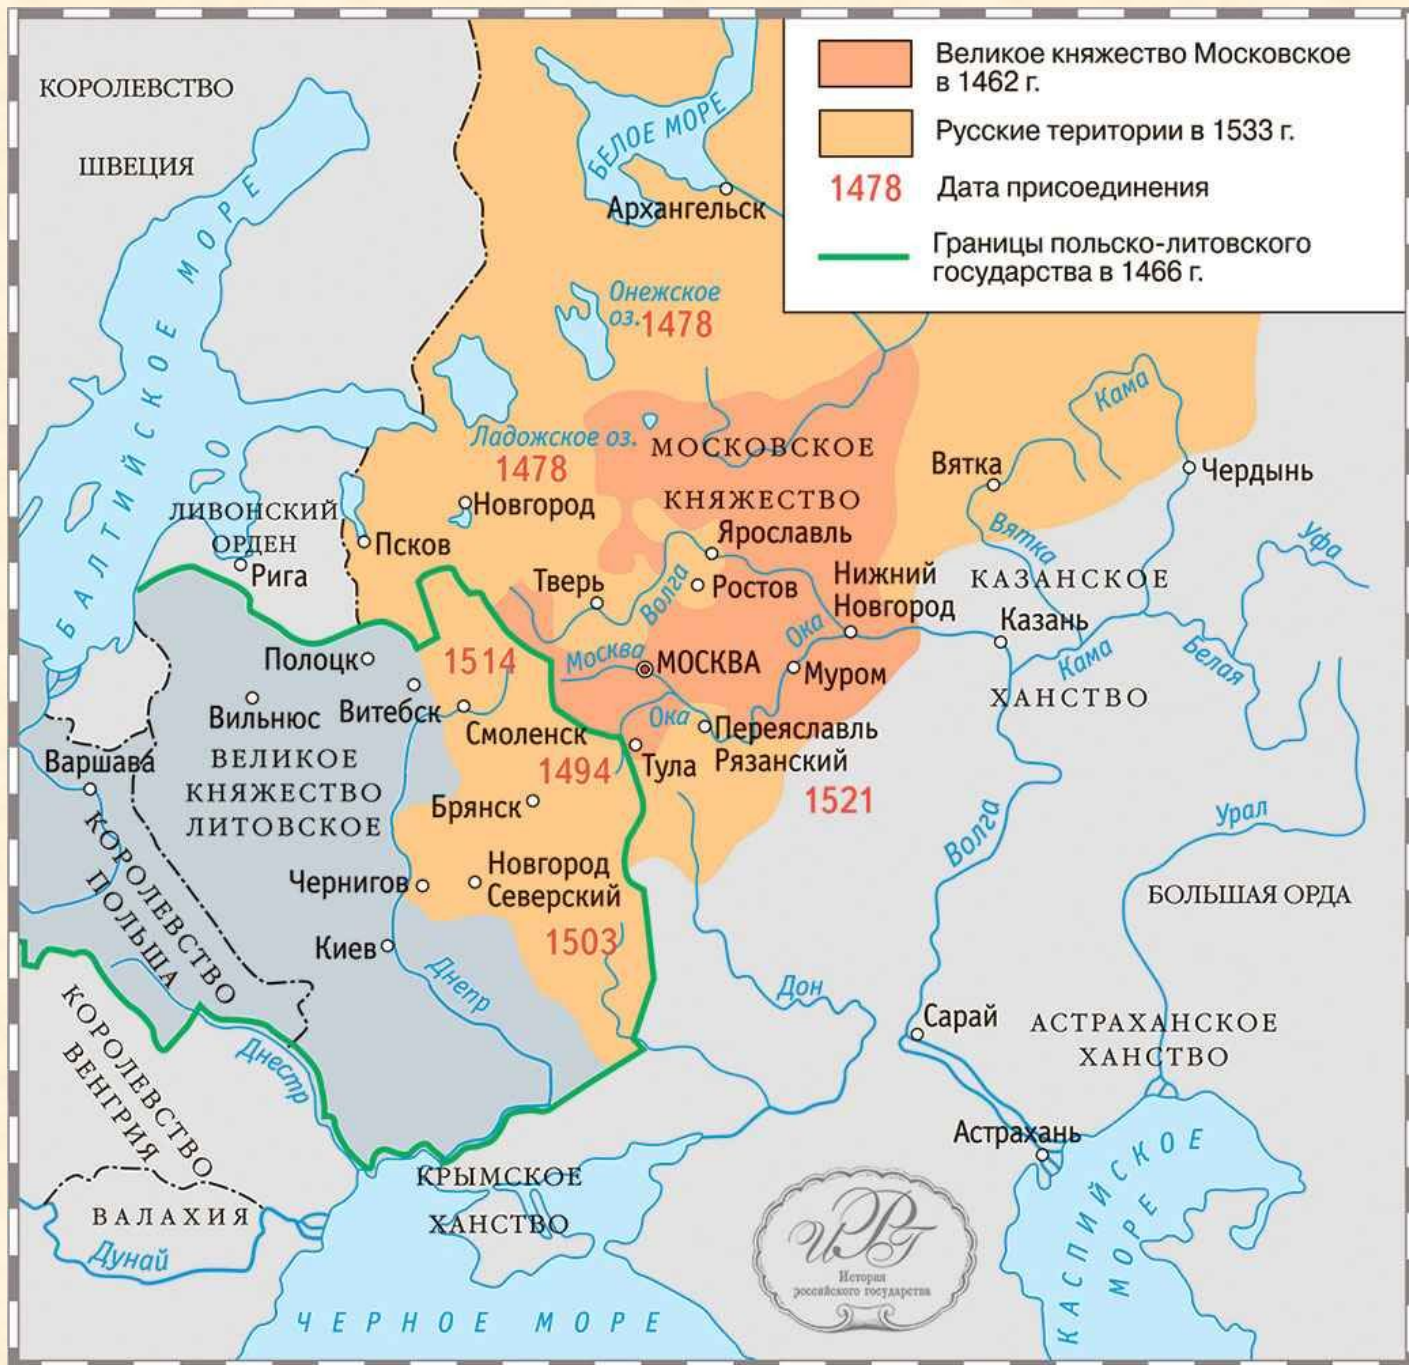 Великое княжество Московское
в 1462 г.
Русские територии в 1533 г.
1478
Дата присоединения
Границы польско-литовского
государства в 1466 г.
КОРОЛЕВСТВО
ШВЕЦИЯ
БЕЛОЕ МОРЕ
Архангельск
БАЛТИЙСКОЕ МОРЕ
Онежское
оз.
1478
Ладожское оз.
1478
Новгород
МОСКОВСКОЕ
КНЯЖЕСТВО
Кама
Вятка
Чердынь
ЛИВОНСКИЙ
ОРДЕН
Рига
Псков
Ярославль
Вятка
Уфа
Тверь
Волга
Ростов
Нижний
Новгород
КАЗАНСКОЕ
Казань
Ока
Кама
Белая
ХАНСТВО
Полоцк
1514
Москва
МОСКВА
Муром
Вильнюс
Витебск
Смоленск
Ока
Переяславль
Рязанский
Варшава
ВЕЛИКОЕ
КНЯЖЕСТВО
ЛИТОВСКОЕ
1494
Тула
1521
Брянск
Волга
Урал
КОРОЛЕВСТВО
ПОЛЬША
Чернигов
Новгород
Северский
БОЛЬШАЯ ОРДА
Киев
1503
Днепр
Дон
КОРОЛЕВСТВО
ВЕНГРИЯ
Днестр
Сарай
АСТРАХАНСКОЕ
ХАНСТВО
Астрахань
КРЫМСКОЕ
ХАНСТВО
ВАЛАХИЯ
Дунай
КАСПИЙСКОЕ
МОРЕ
ЧЕРНОЕ МОРЕ
ИРГ
История
российского государства